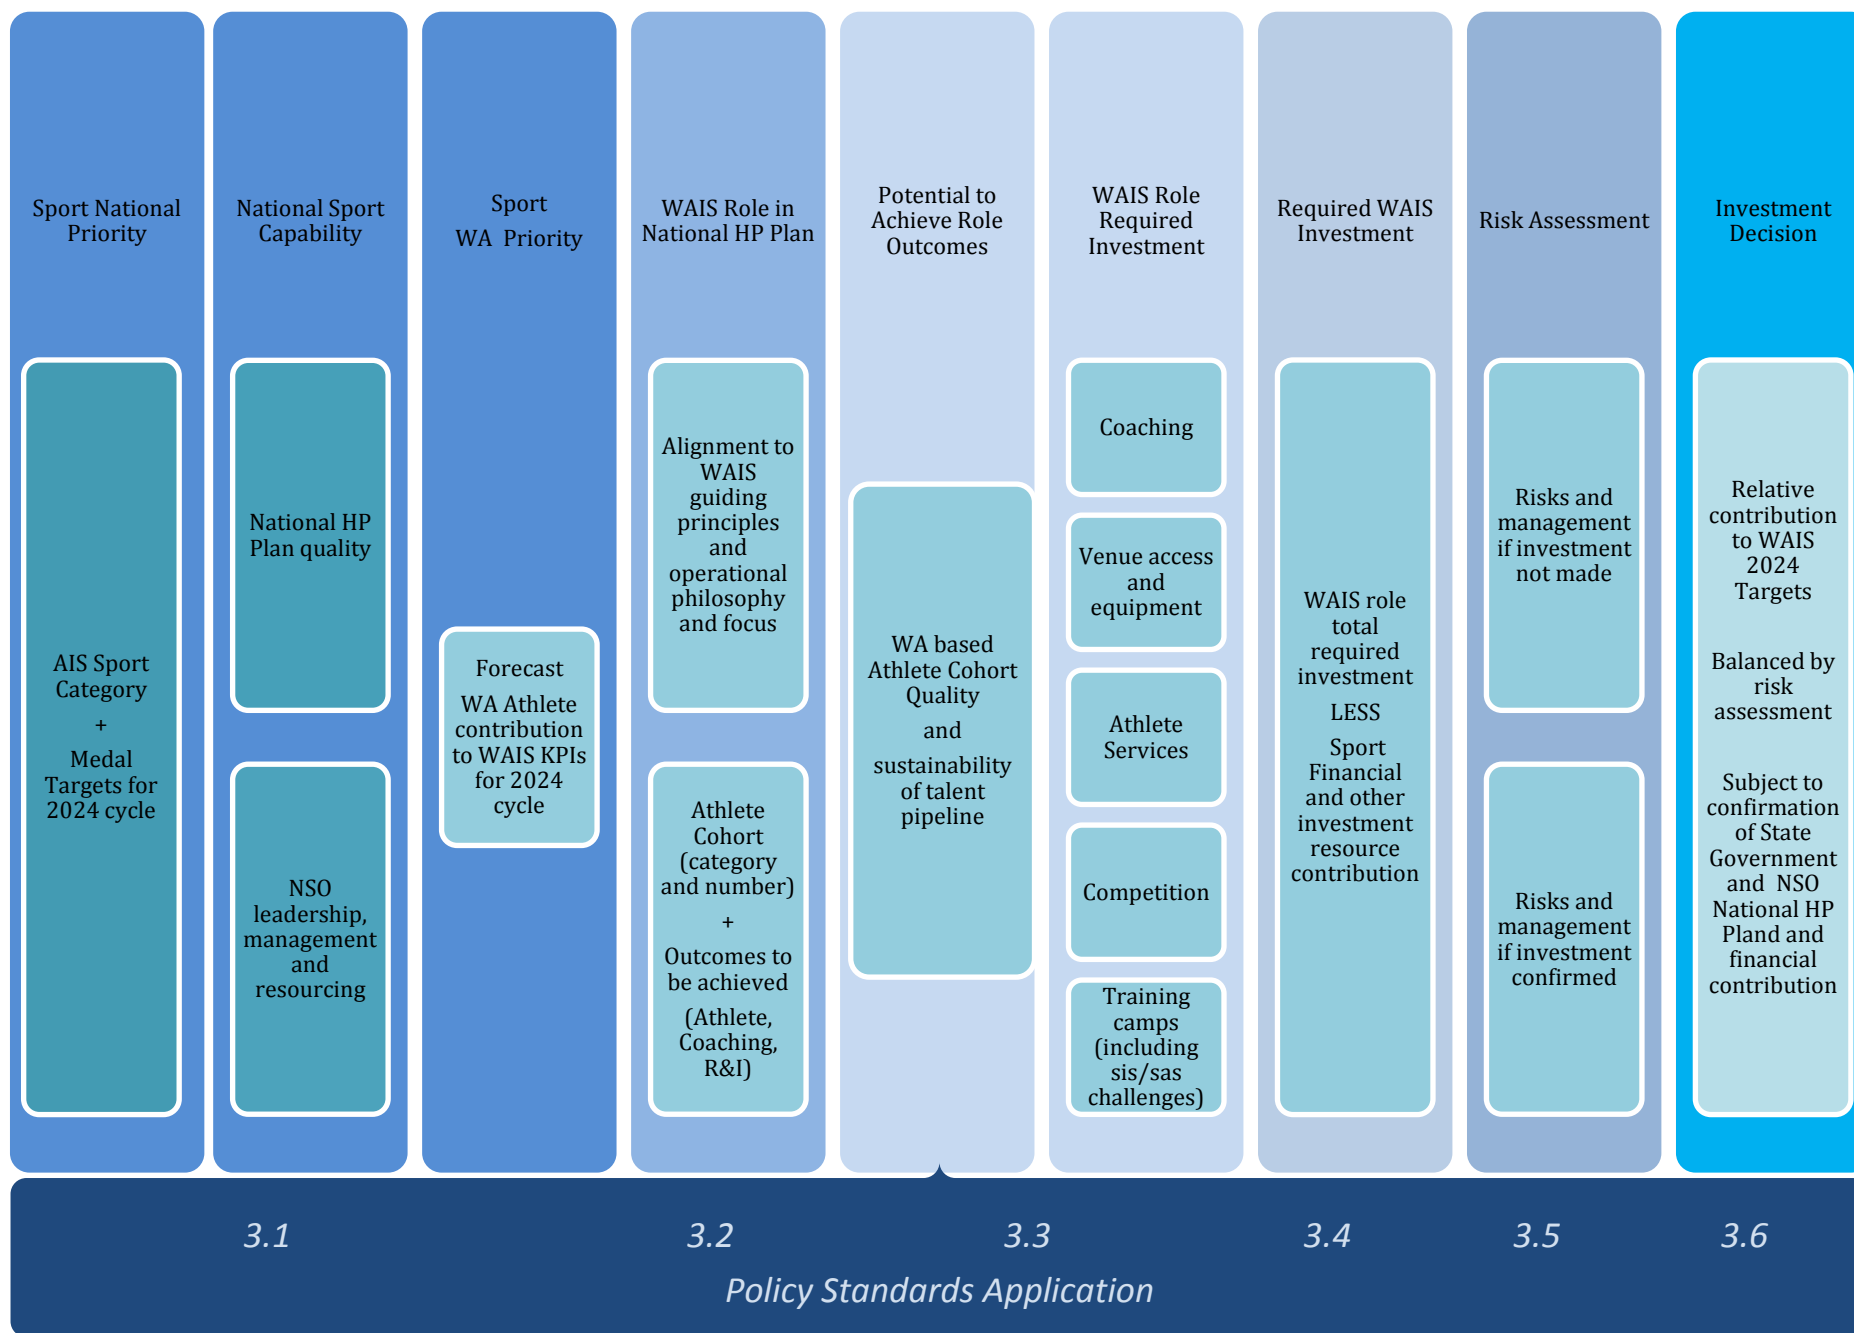 Sport National
Priority
National Sport
Capability
Sport
WA  Priority
WAIS Role in
National HP Plan
Potential to
Achieve Role
Outcomes
WAIS Role
Required
Investment
Required WAIS
Investment
Risk Assessment
Investment
Decision
AIS Sport
Category
+
Medal
Targets for
2024 cycle
National HP
Plan quality
NSO
leadership,
management
and
resourcing
Forecast
WA Athlete
contribution
to WAIS KPIs
for 2024
cycle
Alignment to
WAIS
guiding
principles
and
operational
philosophy
and focus
Athlete
Cohort
(category
and number)
+
Outcomes to
be achieved
(Athlete,
Coaching,
R&I)
WA based
Athlete Cohort
Quality
and
sustainability
of talent
pipeline
Coaching
Venue access
and
equipment
Athlete
Services
Competition
Training
camps
(including
sis/sas
challenges)
WAIS role
total
required
investment
LESS
Sport
Financial
and other
investment
resource
contribution
Risks and
management
if investment
not made
Risks and
management
if investment
confirmed
Relative
contribution
to WAIS
2024
Targets
Balanced by
risk
assessment
Subject to
confirmation
of State
Government
and  NSO
National HP
Pland and
financial
contribution
3.1 3.2 3.3 3.4 3.5 3.6
Policy Standards Application